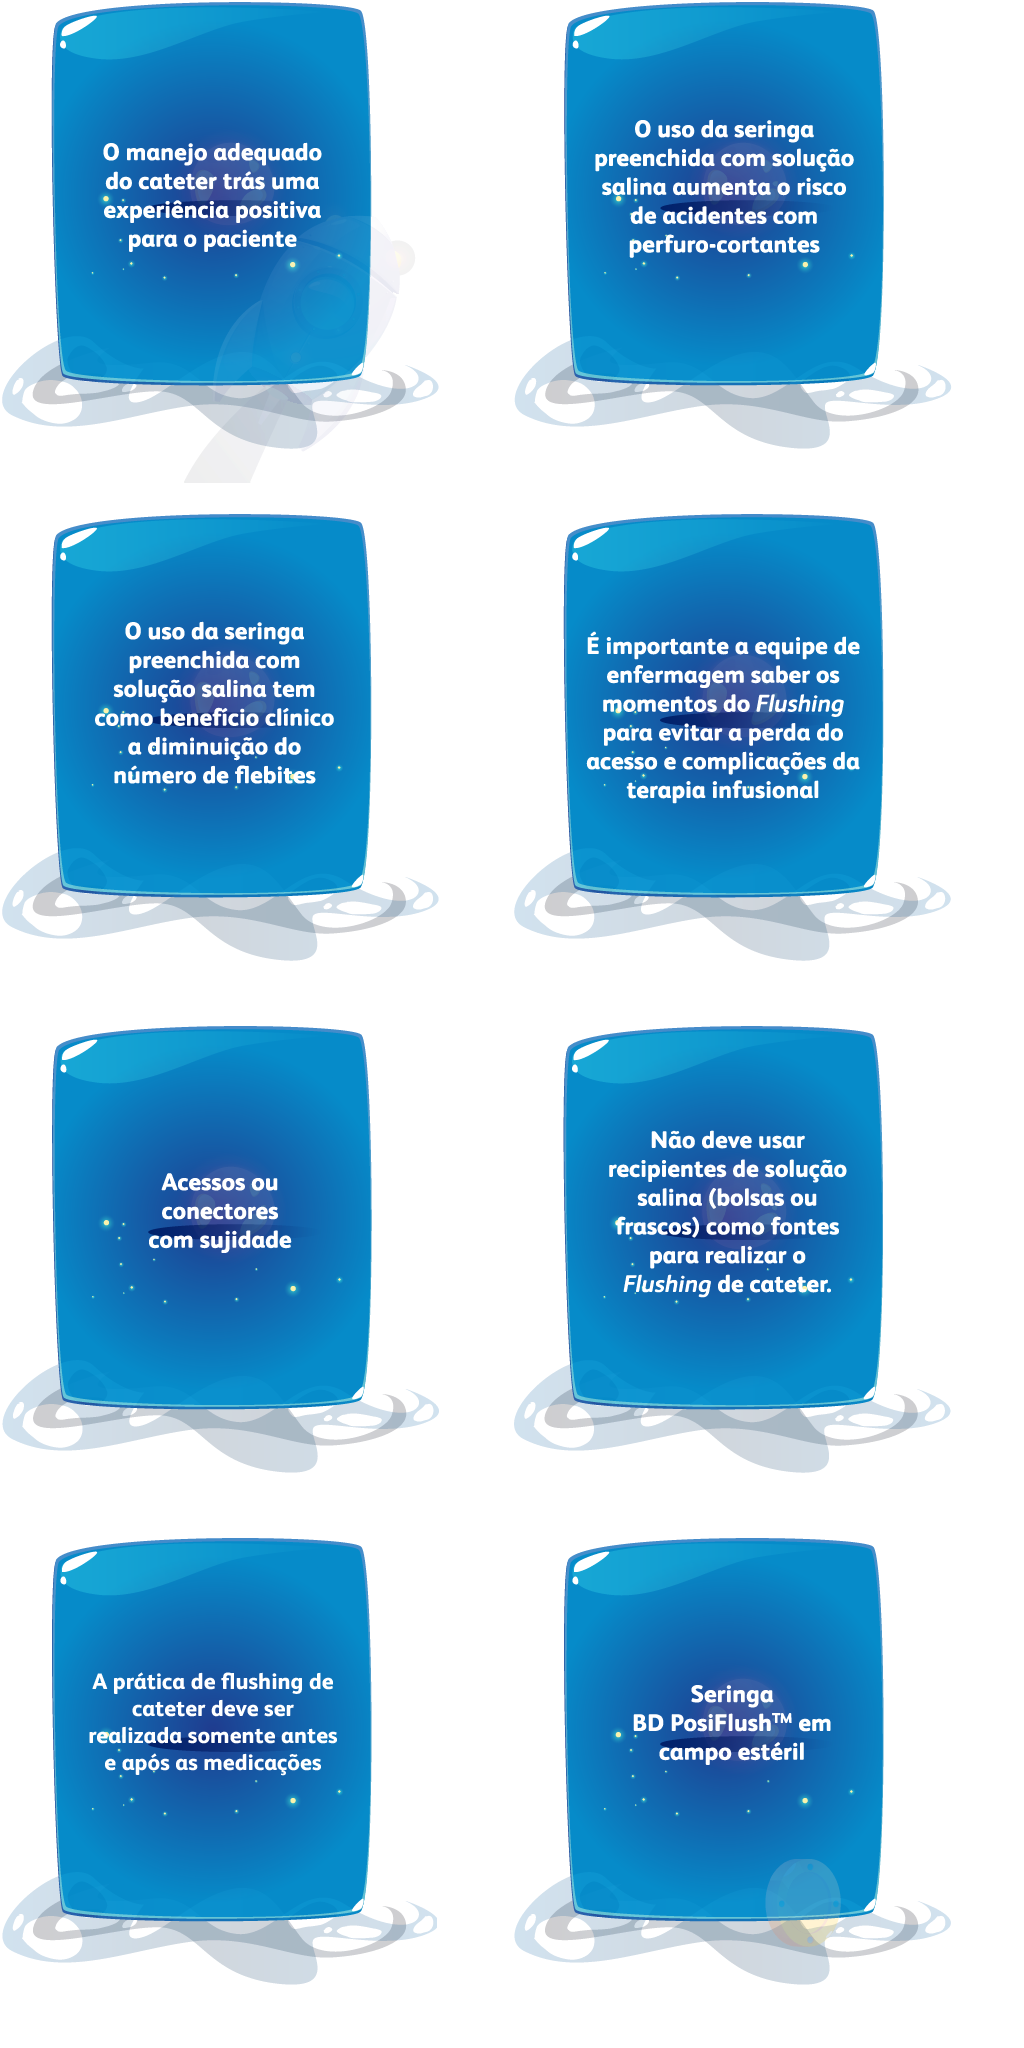 O manejo adequado
do cateter trás uma
experiência positiva
para o paciente
O uso da seringa
preenchida com solução
salina aumenta o risco
de acidentes com
perfuro-cortantes
O uso da seringa
preenchida com
solução salina tem
como benefício clínico
a diminuição do
número de flebites
É importante a equipe de
enfermagem saber os
momentos do Flushing
para evitar a perda do
acesso e complicações da
terapia infusional
Acessos ou
conectores
com sujidade
Não deve usar
recipientes de solução
salina (bolsas ou
frascos) como fontes
para realizar o
Flushing de cateter.
A prática de flushing de
cateter deve ser
realizada somente antes
e após as medicações
Seringa
BD PosiFlush™ em
campo estéril